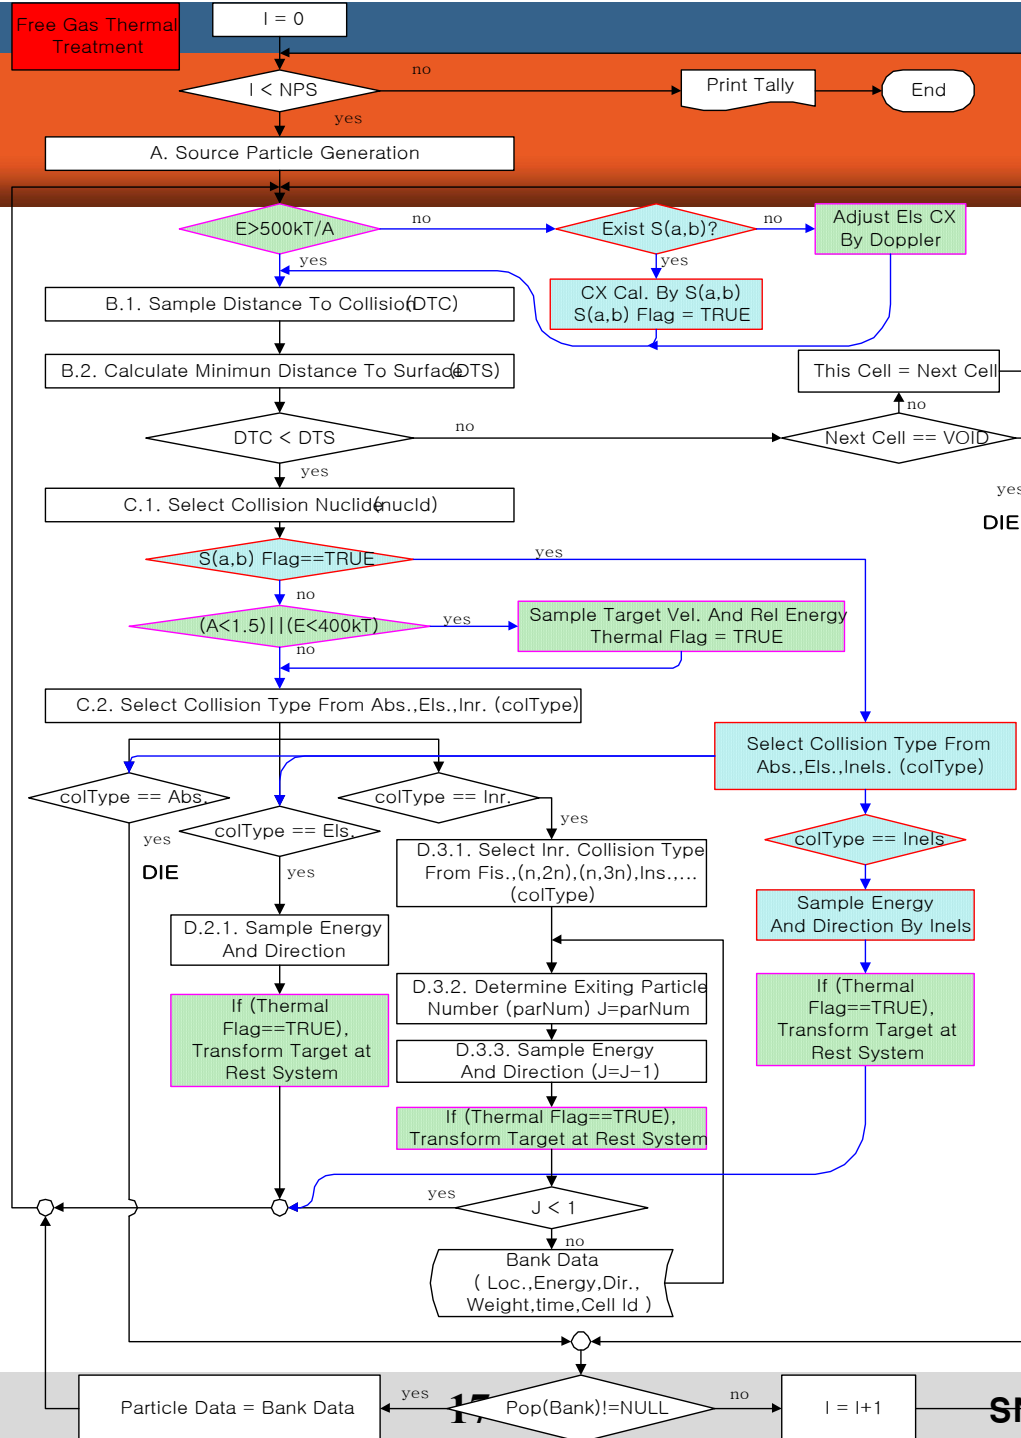 Free Gas Thermal
Treatment
I = 0
I < NPS
no
Print Tally
End
yes
A. Source Particle Generation
E>500kT/A
no
Exist S(a,b)?
no
Adjust Els CX
By Doppler
yes
yes
CX Cal. By S(a,b)
S(a,b) Flag = TRUE
B.1. Sample Distance To Collision(DTC)
B.2. Calculate Minimun Distance To Surface(DTS)
This Cell = Next Cell
no
DTC < DTS
no
Next Cell == VOID
yes
yes
DIE
C.1. Select Collision Nuclide(nucId)
S(a,b) Flag==TRUE
yes
no
(A<1.5)||(E<400kT)
yes
Sample Target Vel. And Rel Energy
Thermal Flag = TRUE
no
C.2. Select Collision Type From Abs.,Els.,Inr. (colType)
Select Collision Type From
Abs.,Els.,Inels. (colType)
colType == Abs.
colType == Els.
colType == Inr.
yes
yes
yes
DIE
colType == Inels
D.3.1. Select Inr. Collision Type
From Fis.,(n,2n),(n,3n),Ins.,...
(colType)
Sample Energy
And Direction By Inels
D.2.1. Sample Energy
And Direction
D.3.2. Determine Exiting Particle
Number (parNum) J=parNum
If (Thermal
Flag==TRUE),
Transform Target at
Rest System
If (Thermal
Flag==TRUE),
Transform Target at
Rest System
D.3.3. Sample Energy
And Direction (J=J-1)
If (Thermal Flag==TRUE),
Transform Target at Rest System
yes
J < 1
no
Bank Data
( Loc.,Energy,Dir.,
Weight,time,Cell Id )
Particle Data = Bank Data
yes
17
Pop(Bank)!=NULL
no
I = I+1